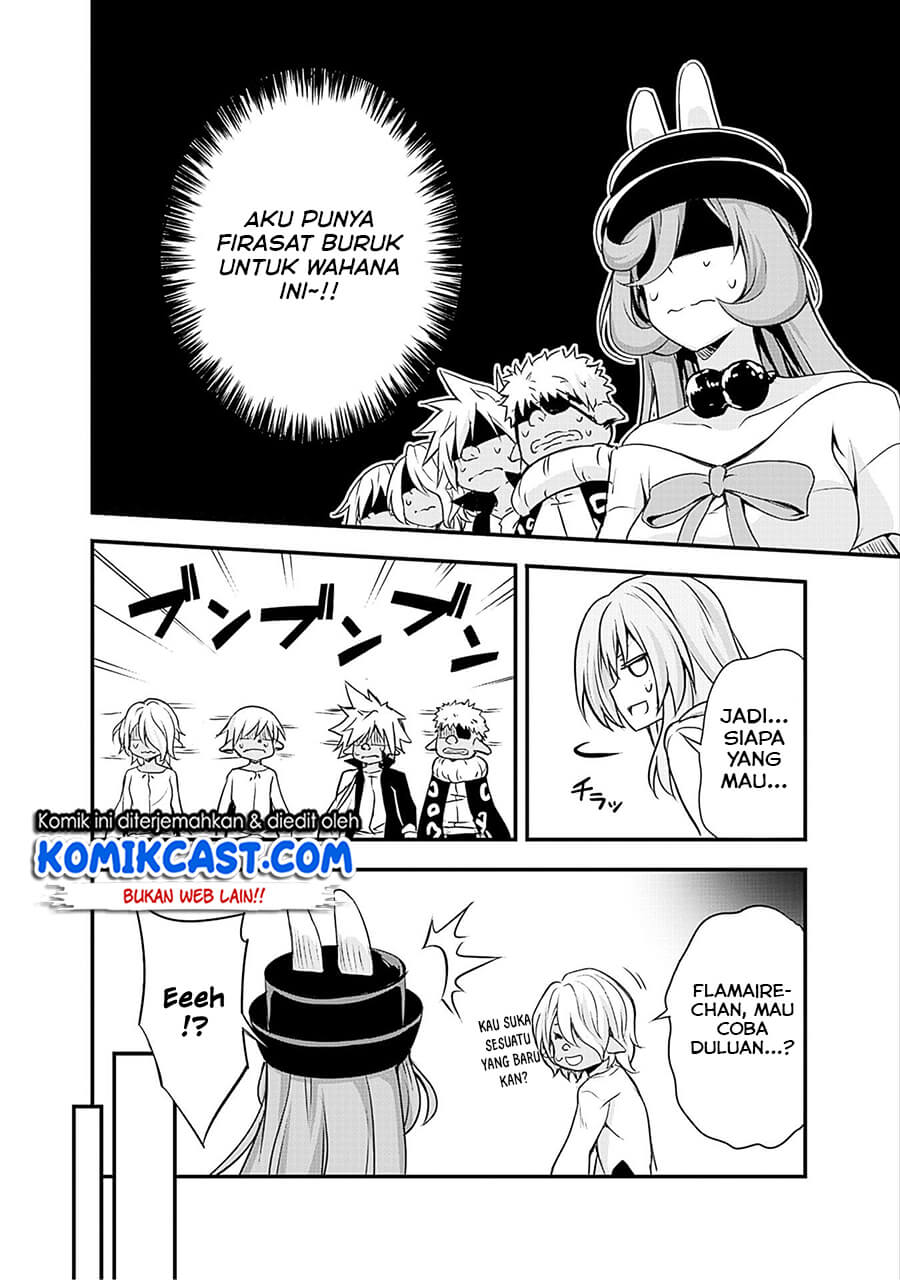 AKU PUNYA
FIRASAT BURUK
UNTUK WAHANA
INI~!!
JADI...
SIAPA
YANG
MAU...
チラッ
ブンブンブン
Komik ini diterjemahkan & diedit oleh
KOMIKCAST.COM
BUKAN WEB LAIN!!
FLAMAIRE-
CHAN, MAU
COBA
DULUAN...?
KAU SUKA
SESUATU
YANG BARU
KAN?
Eeeh
!?